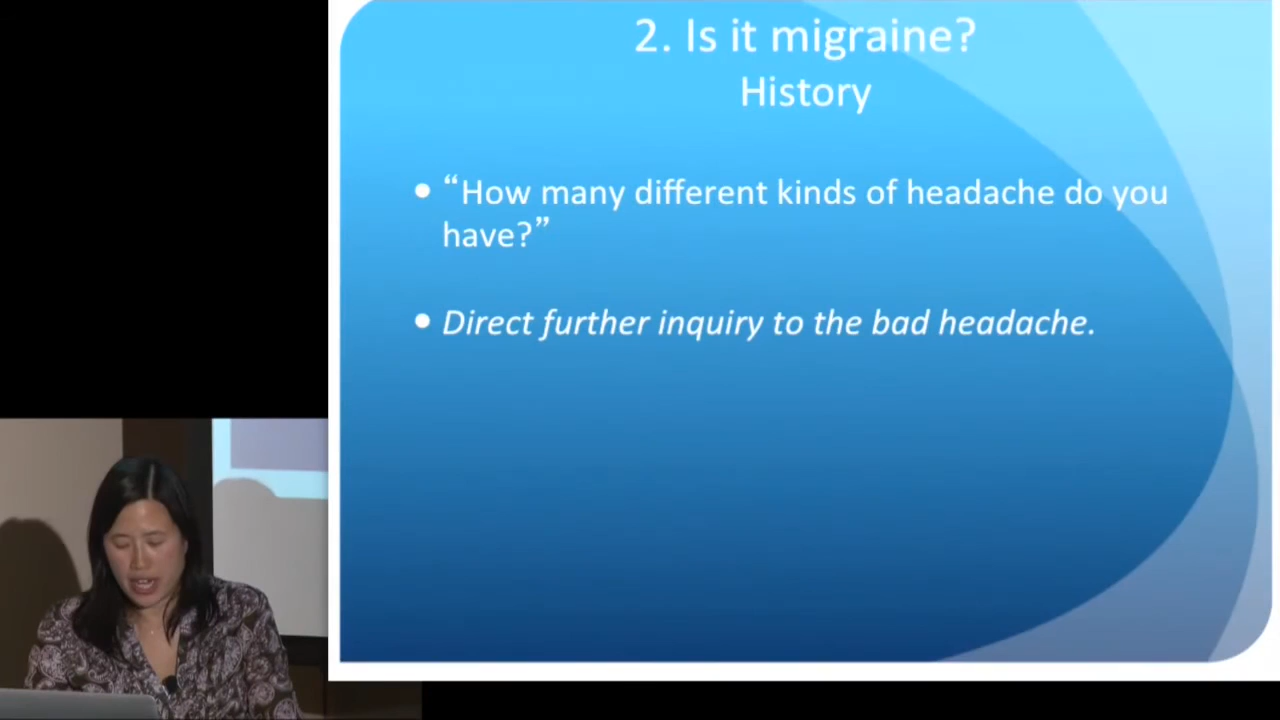 2. Is it migraine?
History
• “How many different kinds of headache do you
have?”
• Direct further inquiry to the bad headache.